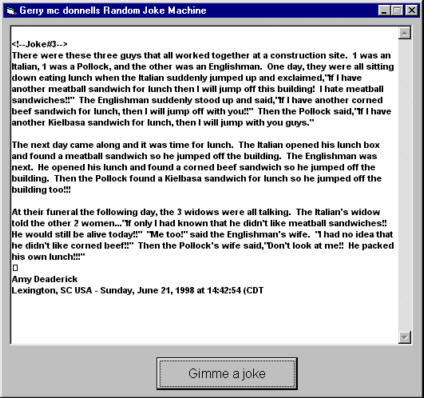 Gerry mc donnells Random Joke Machine
<!--Joke#3-->
There were these three guys that all worked together at a construction site.  1 was an
Italian, 1 was a Pollock, and the other was an Englishman.  One day, they were all sitting
down eating lunch when the Italian suddenly jumped up and exclaimed,"If I have
another meatball sandwich for lunch then I will jump off this building!  I hate meatball
sandwiches!!"  The Englishman suddenly stood up and said,"If I have another corned
beef sandwich for lunch, then I will jump off with you!!"  Then the Pollock said,"If I have
another Kielbasa sandwich for lunch, then I will jump with you guys."

The next day came along and it was time for lunch.  The Italian opened his lunch box
and found a meatball sandwich so he jumped off the building.  The Englishman was
next.  He opened his lunch and found a corned beef sandwich so he jumped off the
building.  Then the Pollock found a Kielbasa sandwich for lunch so he jumped off the
building too!!!

At their funeral the following day, the 3 widows were all talking.  The Italian's widow
told the other 2 women..."If only I had known that he didn't like meatball sandwiches!!
He would still be alive today!!"  "Me too!" said the Englishman's wife.  "I had no idea that
he didn't like corned beef!!"  Then the Pollock's wife said,"Don't look at me!!  He packed
his own lunch!!!"
Amy Deaderick
Lexington, SC USA - Sunday, June 21, 1998 at 14:42:54 (CDT
Gimme a joke